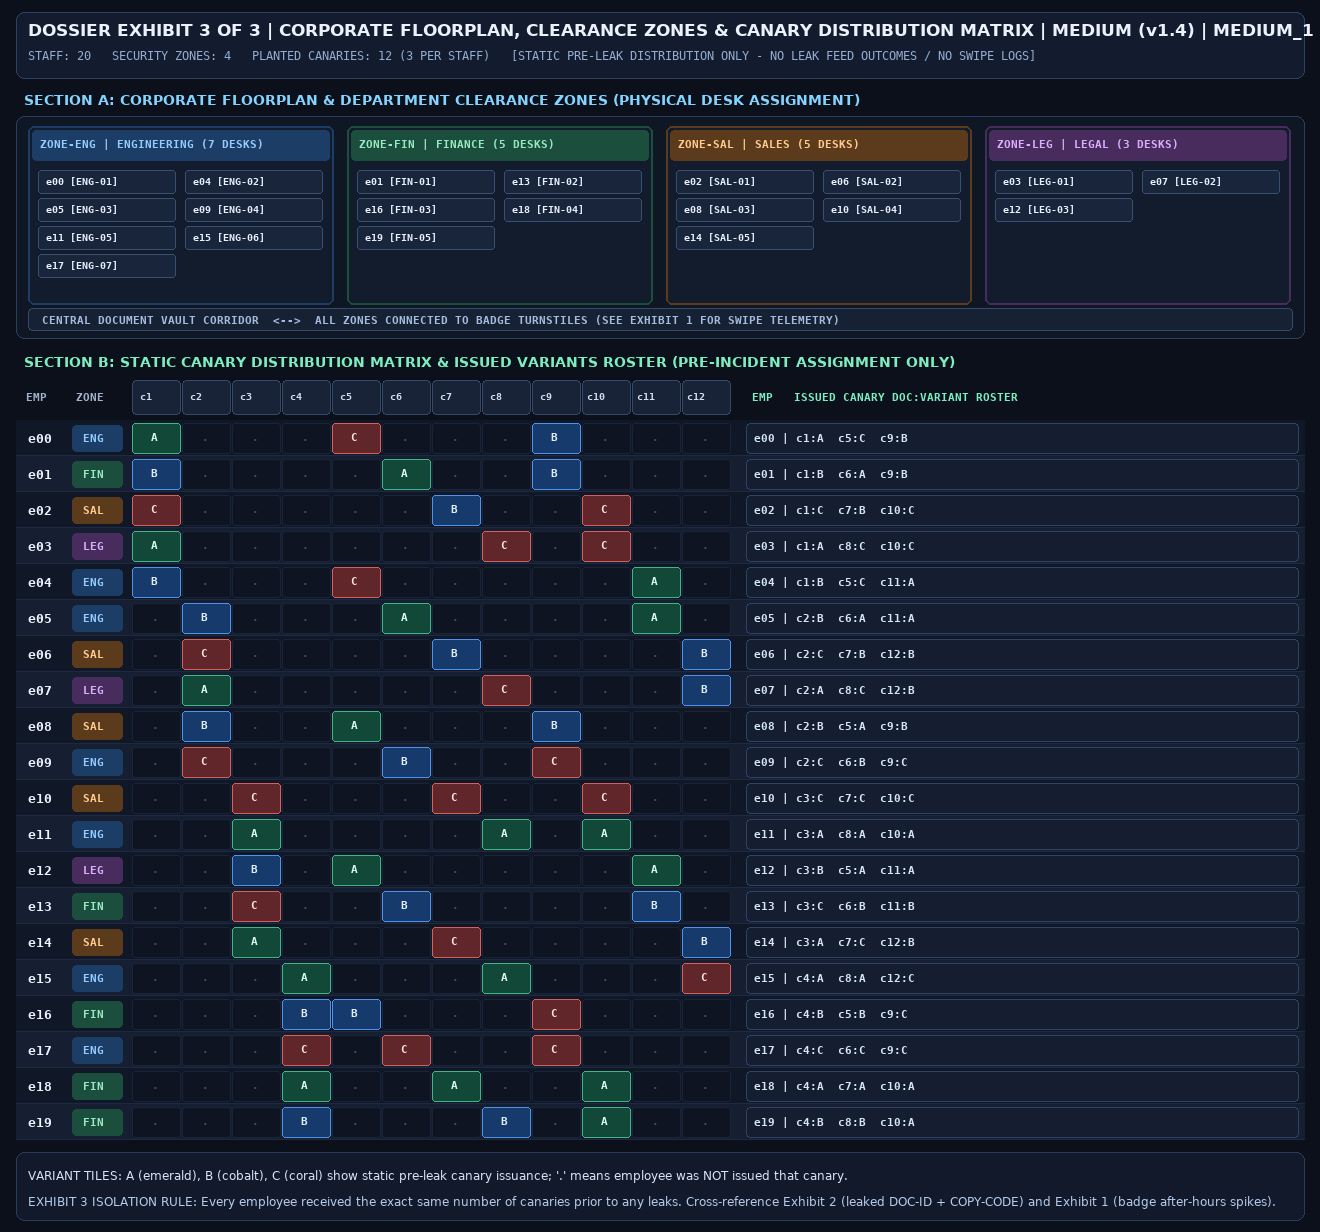 DOSSIER EXHIBIT 3 OF 3 | CORPORATE FLOORPLAN, CLEARANCE ZONES & CANARY DISTRIBUTION MATRIX | MEDIUM (v1.4) | MEDIUM_1
STAFF: 20 SECURITY ZONES: 4 PLANTED CANARIES: 12 (3 PER STAFF) [STATIC PRE-LEAK DISTRIBUTION ONLY - NO LEAK FEED OUTCOMES / NO SWIPE LOGS]
SECTION A: CORPORATE FLOORPLAN & DEPARTMENT CLEARANCE ZONES (PHYSICAL DESK ASSIGNMENT)
ZONE-ENG | ENGINEERING (7 DESKS)
e00 [ENG-01] e04 [ENG-02]
e05 [ENG-03] e09 [ENG-04]
e11 [ENG-05] e15 [ENG-06]
e17 [ENG-07]
ZONE-FIN | FINANCE (5 DESKS)
e01 [FIN-01] e13 [FIN-02]
e16 [FIN-03] e18 [FIN-04]
e19 [FIN-05]
ZONE-SAL | SALES (5 DESKS)
e02 [SAL-01] e06 [SAL-02]
e08 [SAL-03] e10 [SAL-04]
e14 [SAL-05]
ZONE-LEG | LEGAL (3 DESKS)
e03 [LEG-01] e07 [LEG-02]
e12 [LEG-03]
CENTRAL DOCUMENT VAULT CORRIDOR <--> ALL ZONES CONNECTED TO BADGE TURNSTILES (SEE EXHIBIT 1 FOR SWIPE TELEMETRY)
SECTION B: STATIC CANARY DISTRIBUTION MATRIX & ISSUED VARIANTS ROSTER (PRE-INCIDENT ASSIGNMENT ONLY)
EMP ZONE c1 c2 c3 c4 c5 c6 c7 c8 c9 c10 c11 c12 EMP ISSUED CANARY DOC:VARIANT ROSTER
e00 ENG A . . . C . . . B . . . e00 | c1:A c5:C c9:B
e01 FIN B . . . . A . . B . . . e01 | c1:B c6:A c9:B
e02 SAL C . . . . . B . . C . . e02 | c1:C c7:B c10:C
e03 LEG A . . . . . . C . C . . e03 | c1:A c8:C c10:C
e04 ENG B . . . C . . . . . A . e04 | c1:B c5:C c11:A
e05 ENG . B . . . A . . . . A . e05 | c2:B c6:A c11:A
e06 SAL . C . . . . B . . . . B e06 | c2:C c7:B c12:B
e07 LEG . A . . . . . C . . . B e07 | c2:A c8:C c12:B
e08 SAL . B . . A . . . B . . . e08 | c2:B c5:A c9:B
e09 ENG . C . . . B . . C . . . e09 | c2:C c6:B c9:C
e10 SAL . . C . . . C . . C . . e10 | c3:C c7:C c10:C
e11 ENG . . A . . . . A . A . . e11 | c3:A c8:A c10:A
e12 LEG . . B . A . . . . . A . e12 | c3:B c5:A c11:A
e13 FIN . . C . . B . . . . B . e13 | c3:C c6:B c11:B
e14 SAL . . A . . . C . . . . B e14 | c3:A c7:C c12:B
e15 ENG . . . A . . . A . . . C e15 | c4:A c8:A c12:C
e16 FIN . . . B B . . . C . . . e16 | c4:B c5:B c9:C
e17 ENG . . . C . C . . C . . . e17 | c4:C c6:C c9:C
e18 FIN . . . A . . A . . A . . e18 | c4:A c7:A c10:A
e19 FIN . . . B . . . B . A . . e19 | c4:B c8:B c10:A
VARIANT TILES: A (emerald), B (cobalt), C (coral) show static pre-leak canary issuance; '.' means employee was NOT issued that canary.
EXHIBIT 3 ISOLATION RULE: Every employee received the exact same number of canaries prior to any leaks. Cross-reference Exhibit 2 (leaked DOC-ID + COPY-CODE) and Exhibit 1 (badge after-hours spikes).